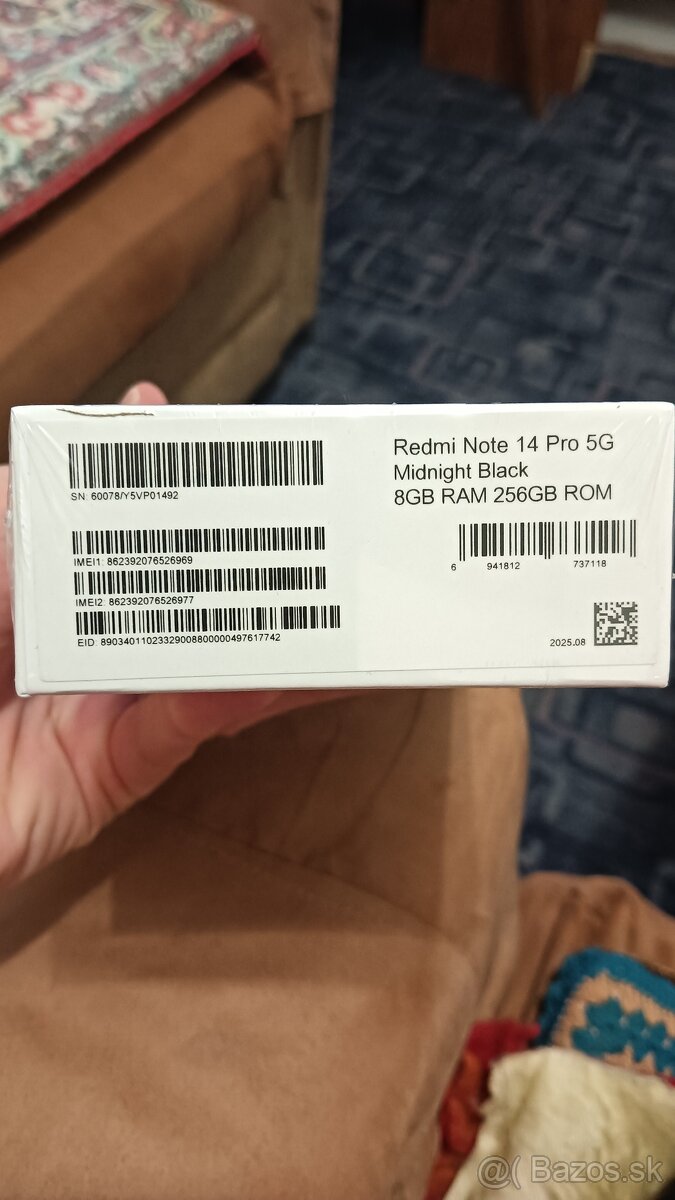 SN: 60078/Y5VP01492
IMEI1: 862392076526969
IMEI2: 862392076526977
EID: 89034011023329008800000497617742
Redmi Note 14 Pro 5G
Midnight Black
8GB RAM 256GB ROM
6 941812 737118
2025.08
@( Bazos.sk